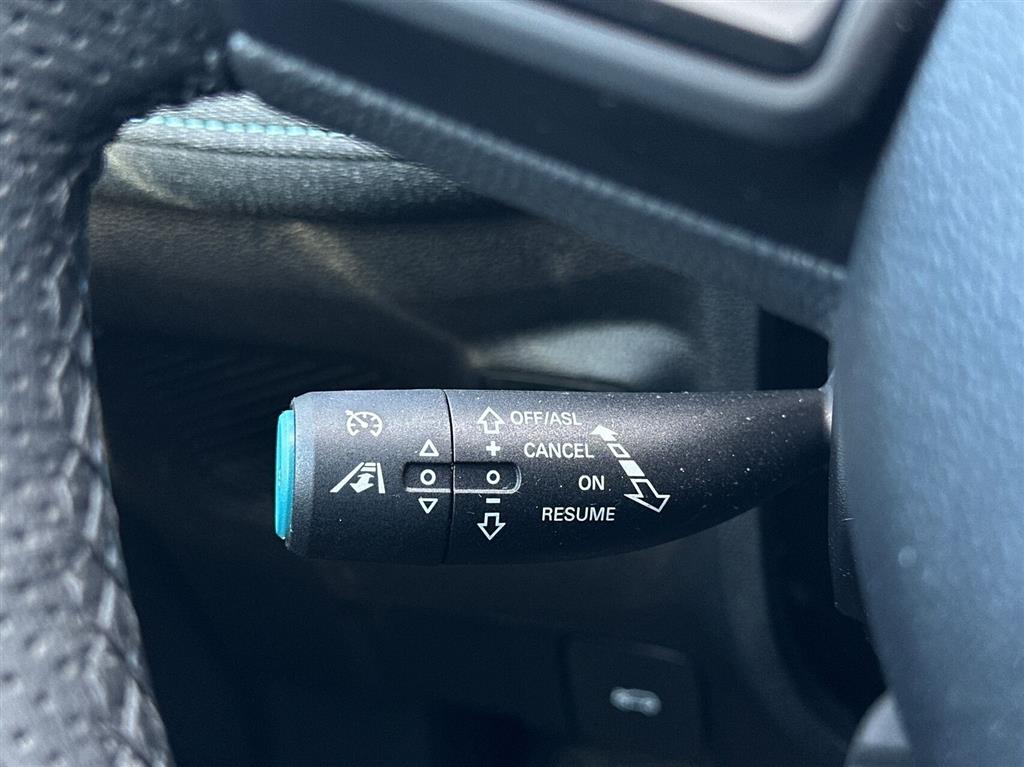 OFF/ASL
+ CANCEL
ON
- RESUME